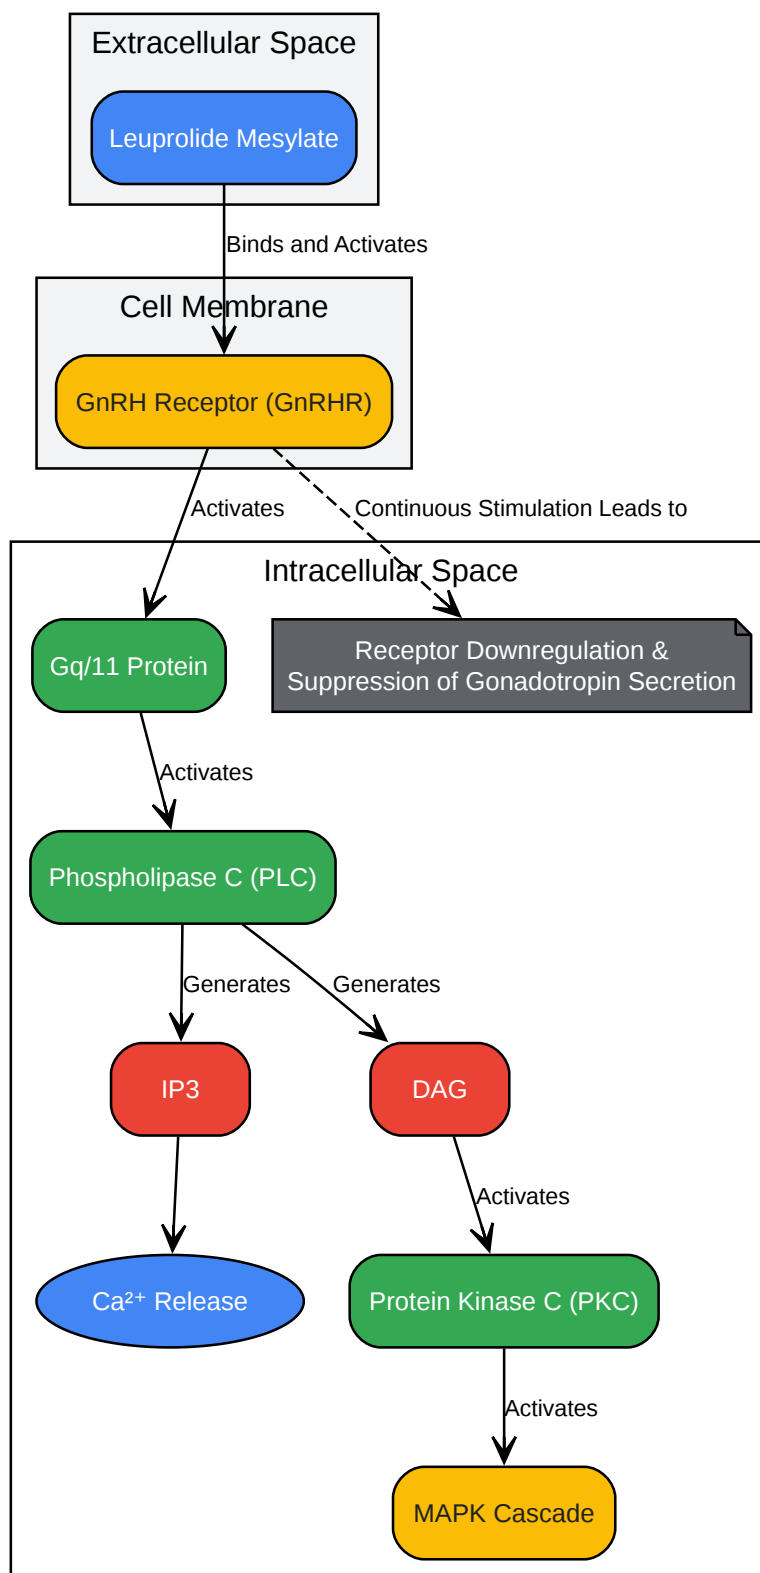 Extracellular Space
Leuprolide Mesylate
Binds and Activates
Cell Membrane
GnRH Receptor (GnRHR)
Activates
Continuous Stimulation Leads to
Intracellular Space
Gq/11 Protein
Receptor Downregulation &
Suppression of Gonadotropin Secretion
Activates
Phospholipase C (PLC)
Generates
Generates
IP3
DAG
Activates
Ca²⁺ Release
Protein Kinase C (PKC)
Activates
MAPK Cascade